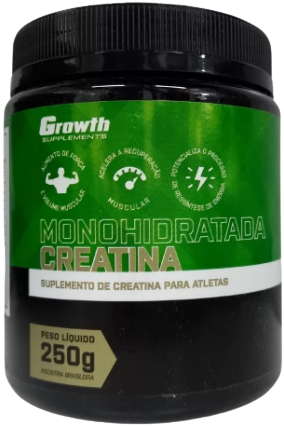 Growth
SUPPLEMENTS
AUMENTO DE FORÇA
E VOLUME MUSCULAR
ACELERA A RECUPERAÇÃO
MUSCULAR
POTENCIALIZA O PROCESSO
DE
DE ENERGIA
MONOHIDRATADA
CREATINA
SUPLEMENTO DE CREATINA PARA ATLETAS
PESO LÍQUIDO
250g
INDÚSTRIA BRASILEIRA